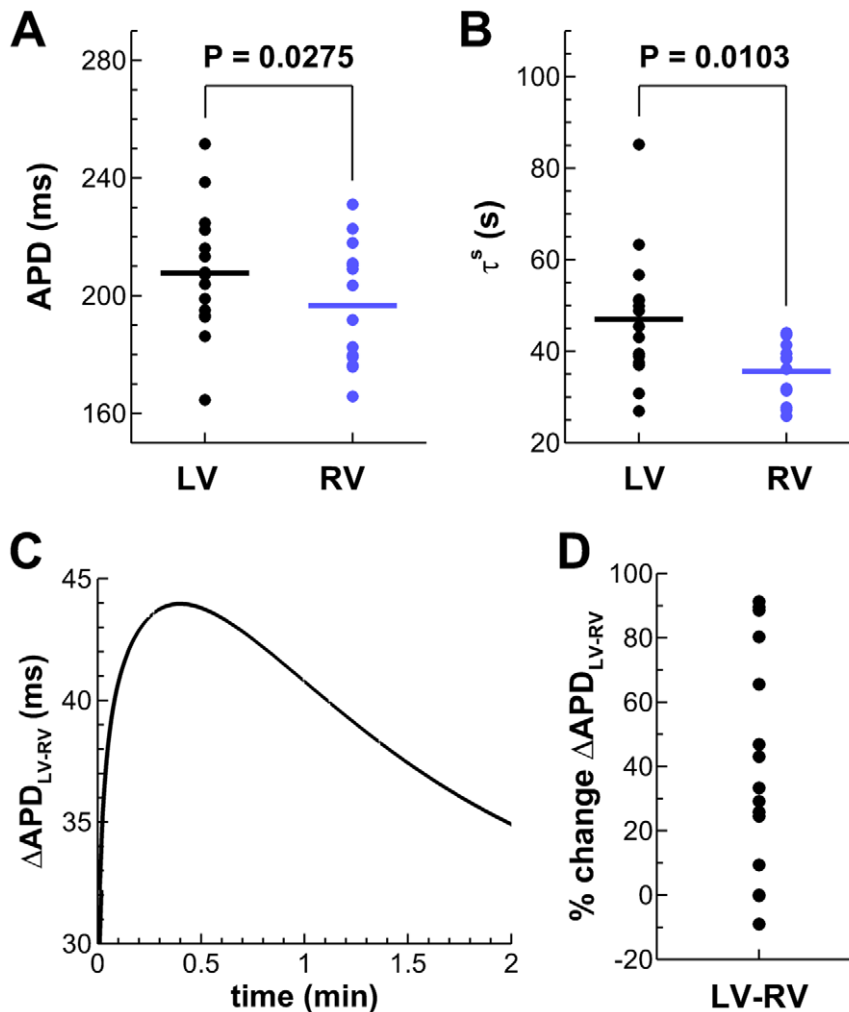 A
P = 0.0275
APD (ms)
280
240
200
160
LV RV
B
P = 0.0103
τˢ (s)
100
80
60
40
20
LV RV
C
ΔAPD_LV-RV (ms)
45
40
35
30
0 0.5 1 1.5 2
time (min)
D
% change ΔAPD_LV-RV
100
80
60
40
20
0
-20
LV-RV